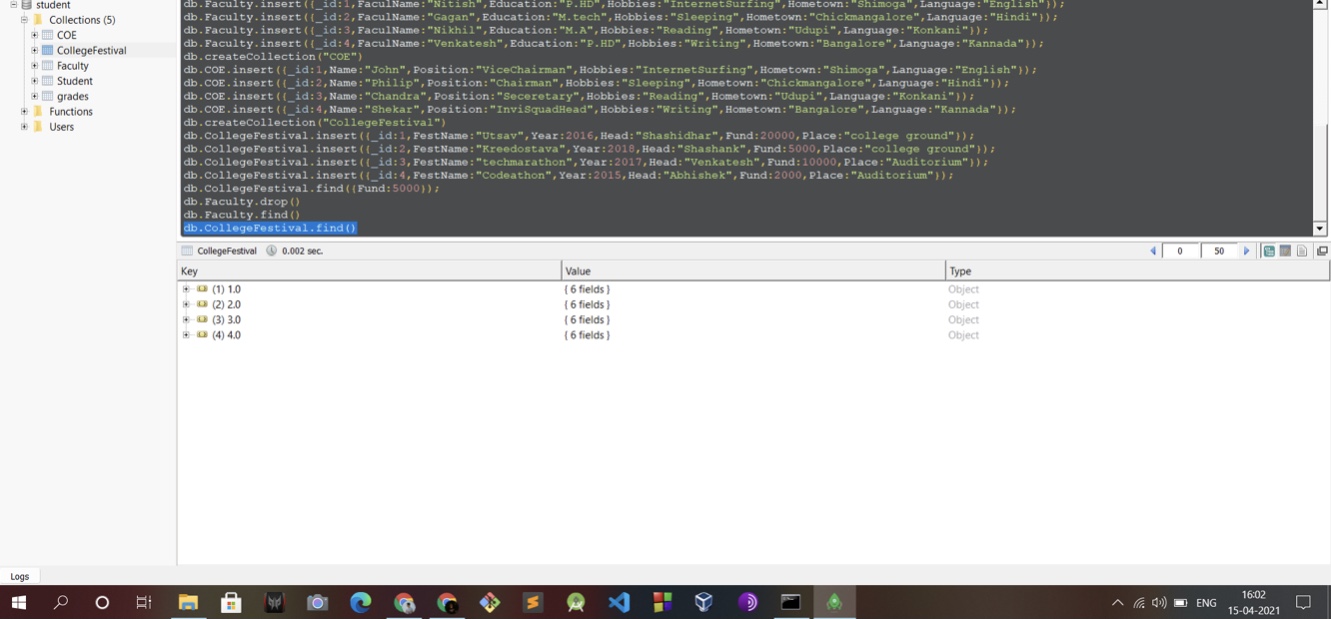 student
Collections (5)
COE
CollegeFestival
Faculty
Student
grades
Functions
Users
db.Faculty.insert({_id:1,FaculName:"Nitish",Education:"P.HD",Hobbies:"InternetSurfing",Hometown:"Shimoga",Language:"English"});
db.Faculty.insert({_id:2,FaculName:"Gagan",Education:"M.tech",Hobbies:"Sleeping",Hometown:"Chickmangalore",Language:"Hindi"});
db.Faculty.insert({_id:3,FaculName:"Nikhil",Education:"M.A",Hobbies:"Reading",Hometown:"Udupi",Language:"Konkani"});
db.Faculty.insert({_id:4,FaculName:"Venkatesh",Education:"P.HD",Hobbies:"Writing",Hometown:"Bangalore",Language:"Kannada"});
db.createCollection("COE")
db.COE.insert({_id:1,Name:"John",Position:"ViceChairman",Hobbies:"InternetSurfing",Hometown:"Shimoga",Language:"English"});
db.COE.insert({_id:2,Name:"Philip",Position:"Chairman",Hobbies:"Sleeping",Hometown:"Chickmangalore",Language:"Hindi"});
db.COE.insert({_id:3,Name:"Chandra",Position:"Seceretary",Hobbies:"Reading",Hometown:"Udupi",Language:"Konkani"});
db.COE.insert({_id:4,Name:"Shekar",Position:"InviSquadHead",Hobbies:"Writing",Hometown:"Bangalore",Language:"Kannada"});
db.createCollection("CollegeFestival")
db.CollegeFestival.insert({_id:1,FestName:"Utsav",Year:2016,Head:"Shashidhar",Fund:20000,Place:"college ground"});
db.CollegeFestival.insert({_id:2,FestName:"Kreedostava",Year:2018,Head:"Shashank",Fund:5000,Place:"college ground"});
db.CollegeFestival.insert({_id:3,FestName:"techmarathon",Year:2017,Head:"Venkatesh",Fund:10000,Place:"Auditorium"});
db.CollegeFestival.insert({_id:4,FestName:"Codeathon",Year:2015,Head:"Abhishek",Fund:2000,Place:"Auditorium"});
db.CollegeFestival.find({Fund:5000});
db.Faculty.drop()
db.Faculty.find()
db.CollegeFestival.find()
CollegeFestival 0.002 sec. 0 50
Key Value Type
(1) 1.0 { 6 fields } Object
(2) 2.0 { 6 fields } Object
(3) 3.0 { 6 fields } Object
(4) 4.0 { 6 fields } Object
Logs
ENG 16:02
15-04-2021